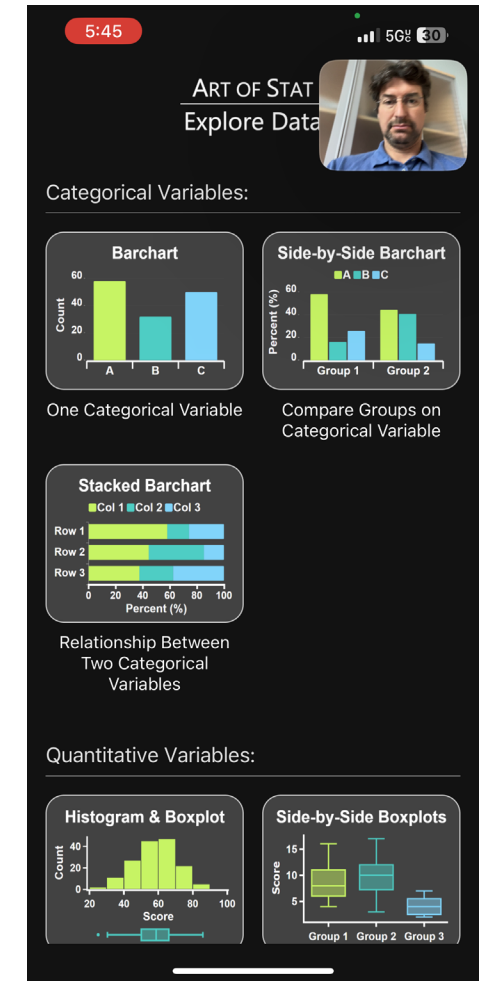 5:45
5G
30
ART OF STAT
Explore Data
Categorical Variables:
Barchart
60
40
20
0
Count
A B C
One Categorical Variable
Side-by-Side Barchart
A B C
60
40
20
0
Percent (%)
Group 1 Group 2
Compare Groups on
Categorical Variable
Stacked Barchart
Col 1 Col 2 Col 3
Row 1
Row 2
Row 3
0 20 40 60 80 100
Percent (%)
Relationship Between
Two Categorical
Variables
Quantitative Variables:
Histogram & Boxplot
40
20
0
Count
20 40 60 80 100
Score
Side-by-Side Boxplots
15
10
5
Score
Group 1 Group 2 Group 3